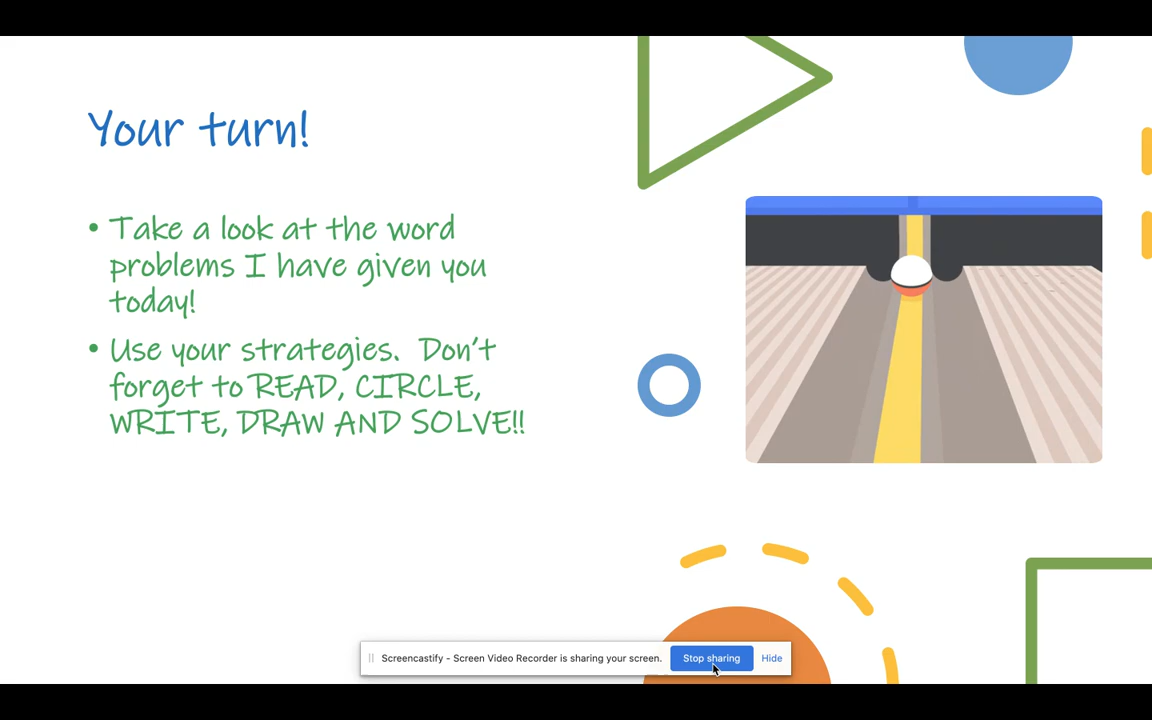 Your turn!
• Take a look at the word
problems I have given you
today!
• Use your strategies. Don't
forget to READ, CIRCLE,
WRITE, DRAW AND SOLVE!!
Screencastify - Screen Video Recorder is sharing your screen. Stop sharing Hide